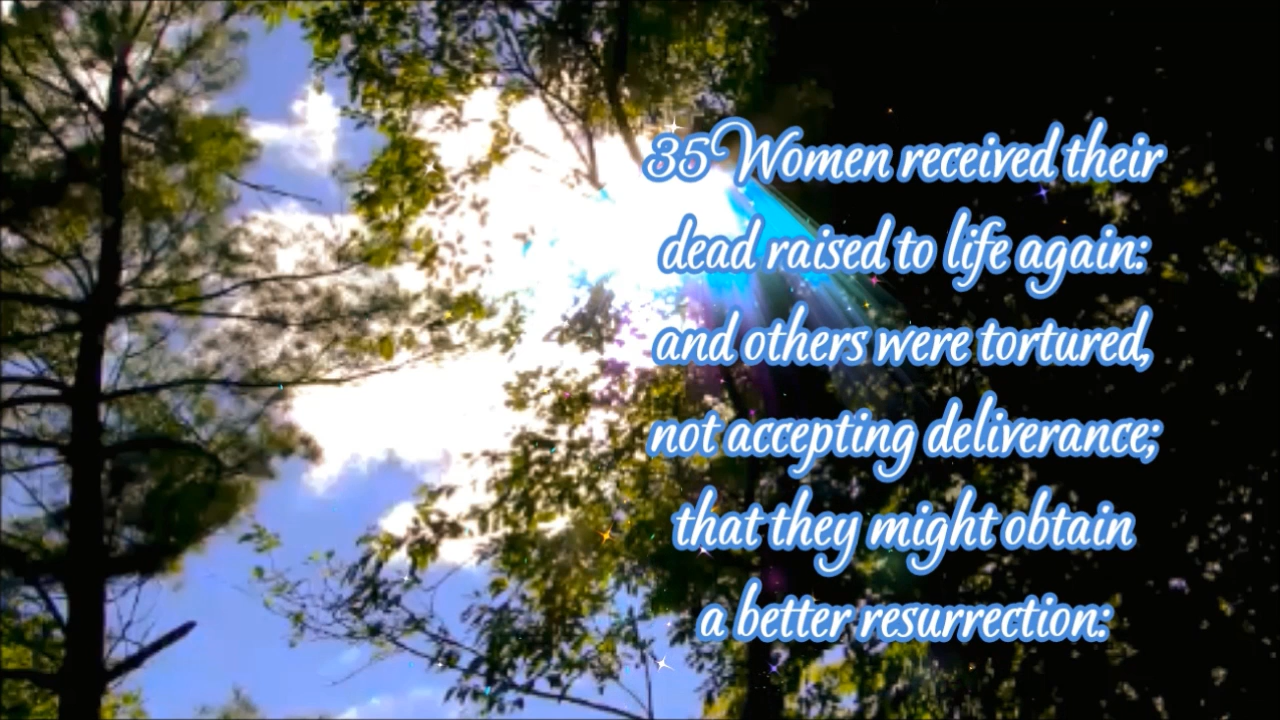 35 Women received their
dead raised to life again:
and others were tortured,
not accepting deliverance;
that they might obtain
a better resurrection: